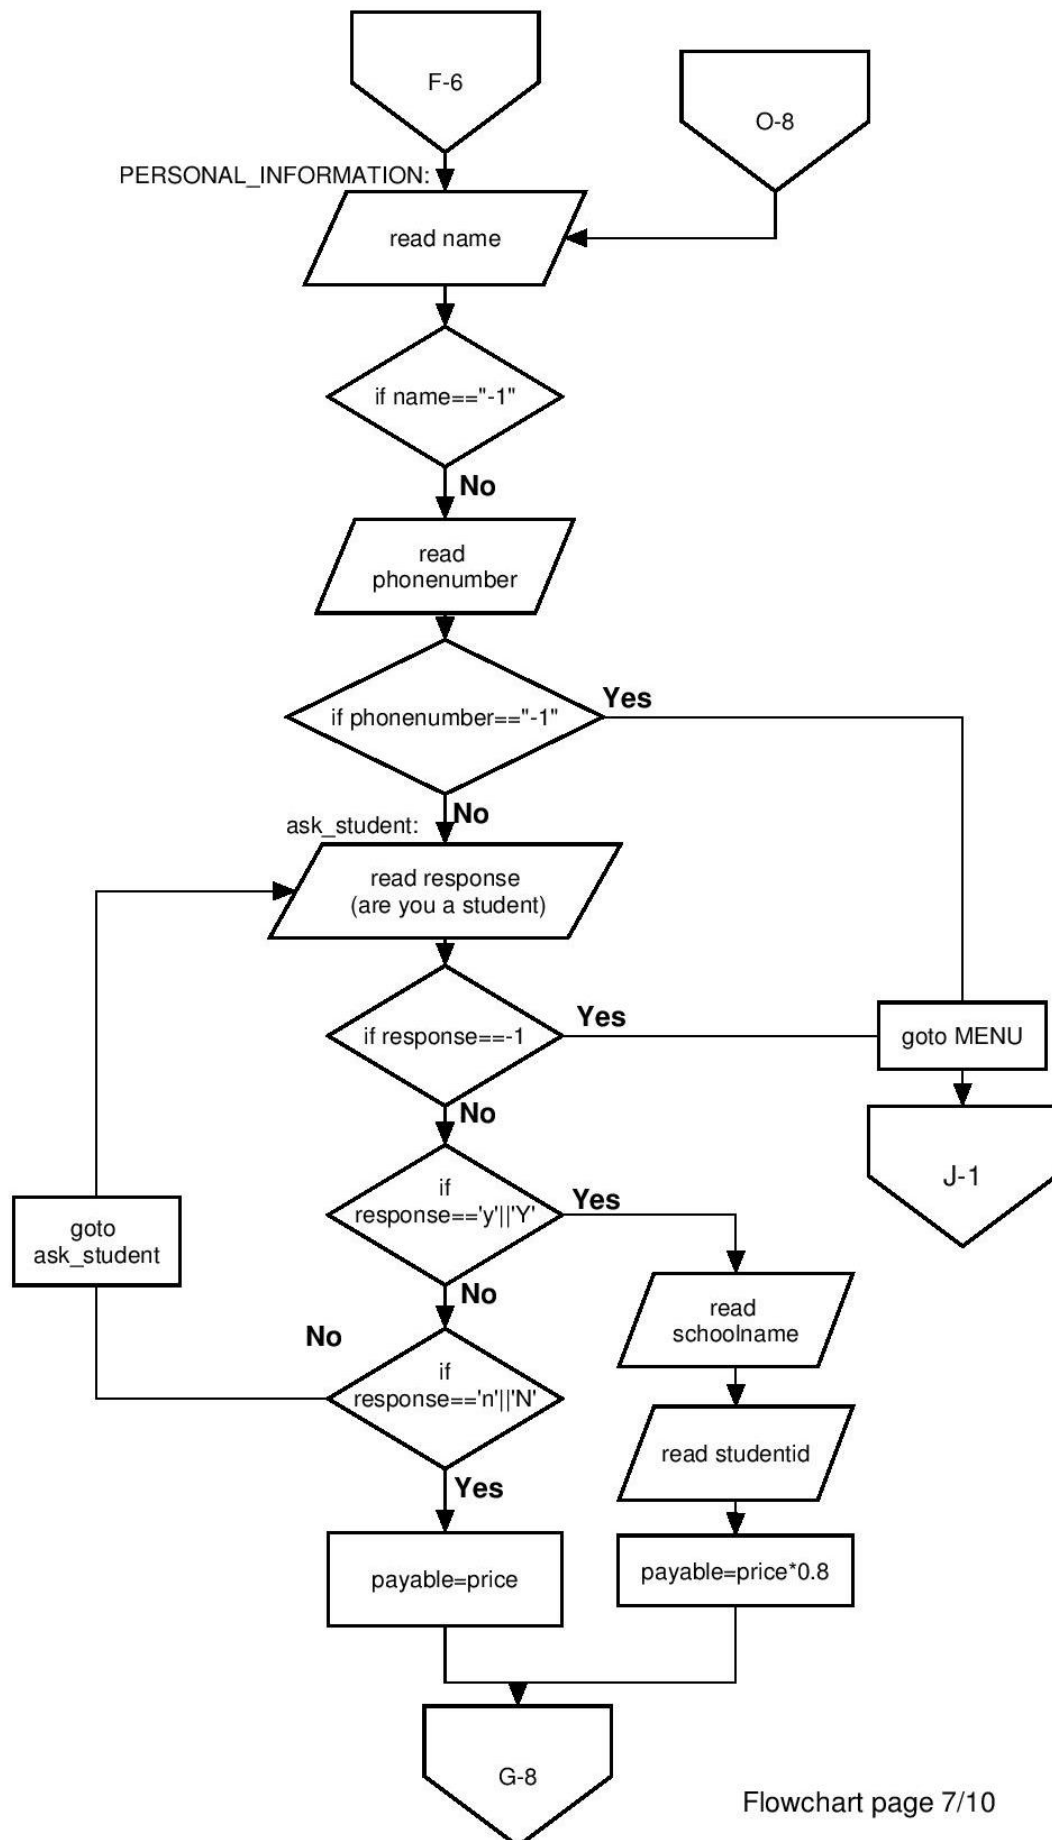 F-6
O-8
PERSONAL_INFORMATION:
read name
if name=="-1"
No
read
phonenumber
if phonenumber=="-1"
Yes
No
ask_student:
read response
(are you a student)
if response==-1
Yes
goto MENU
No
J-1
if
response=='y'||'Y'
Yes
goto
ask_student
No
read
schoolname
No
if
response=='n'||'N'
read studentid
Yes
payable=price
payable=price*0.8
G-8
Flowchart page 7/10